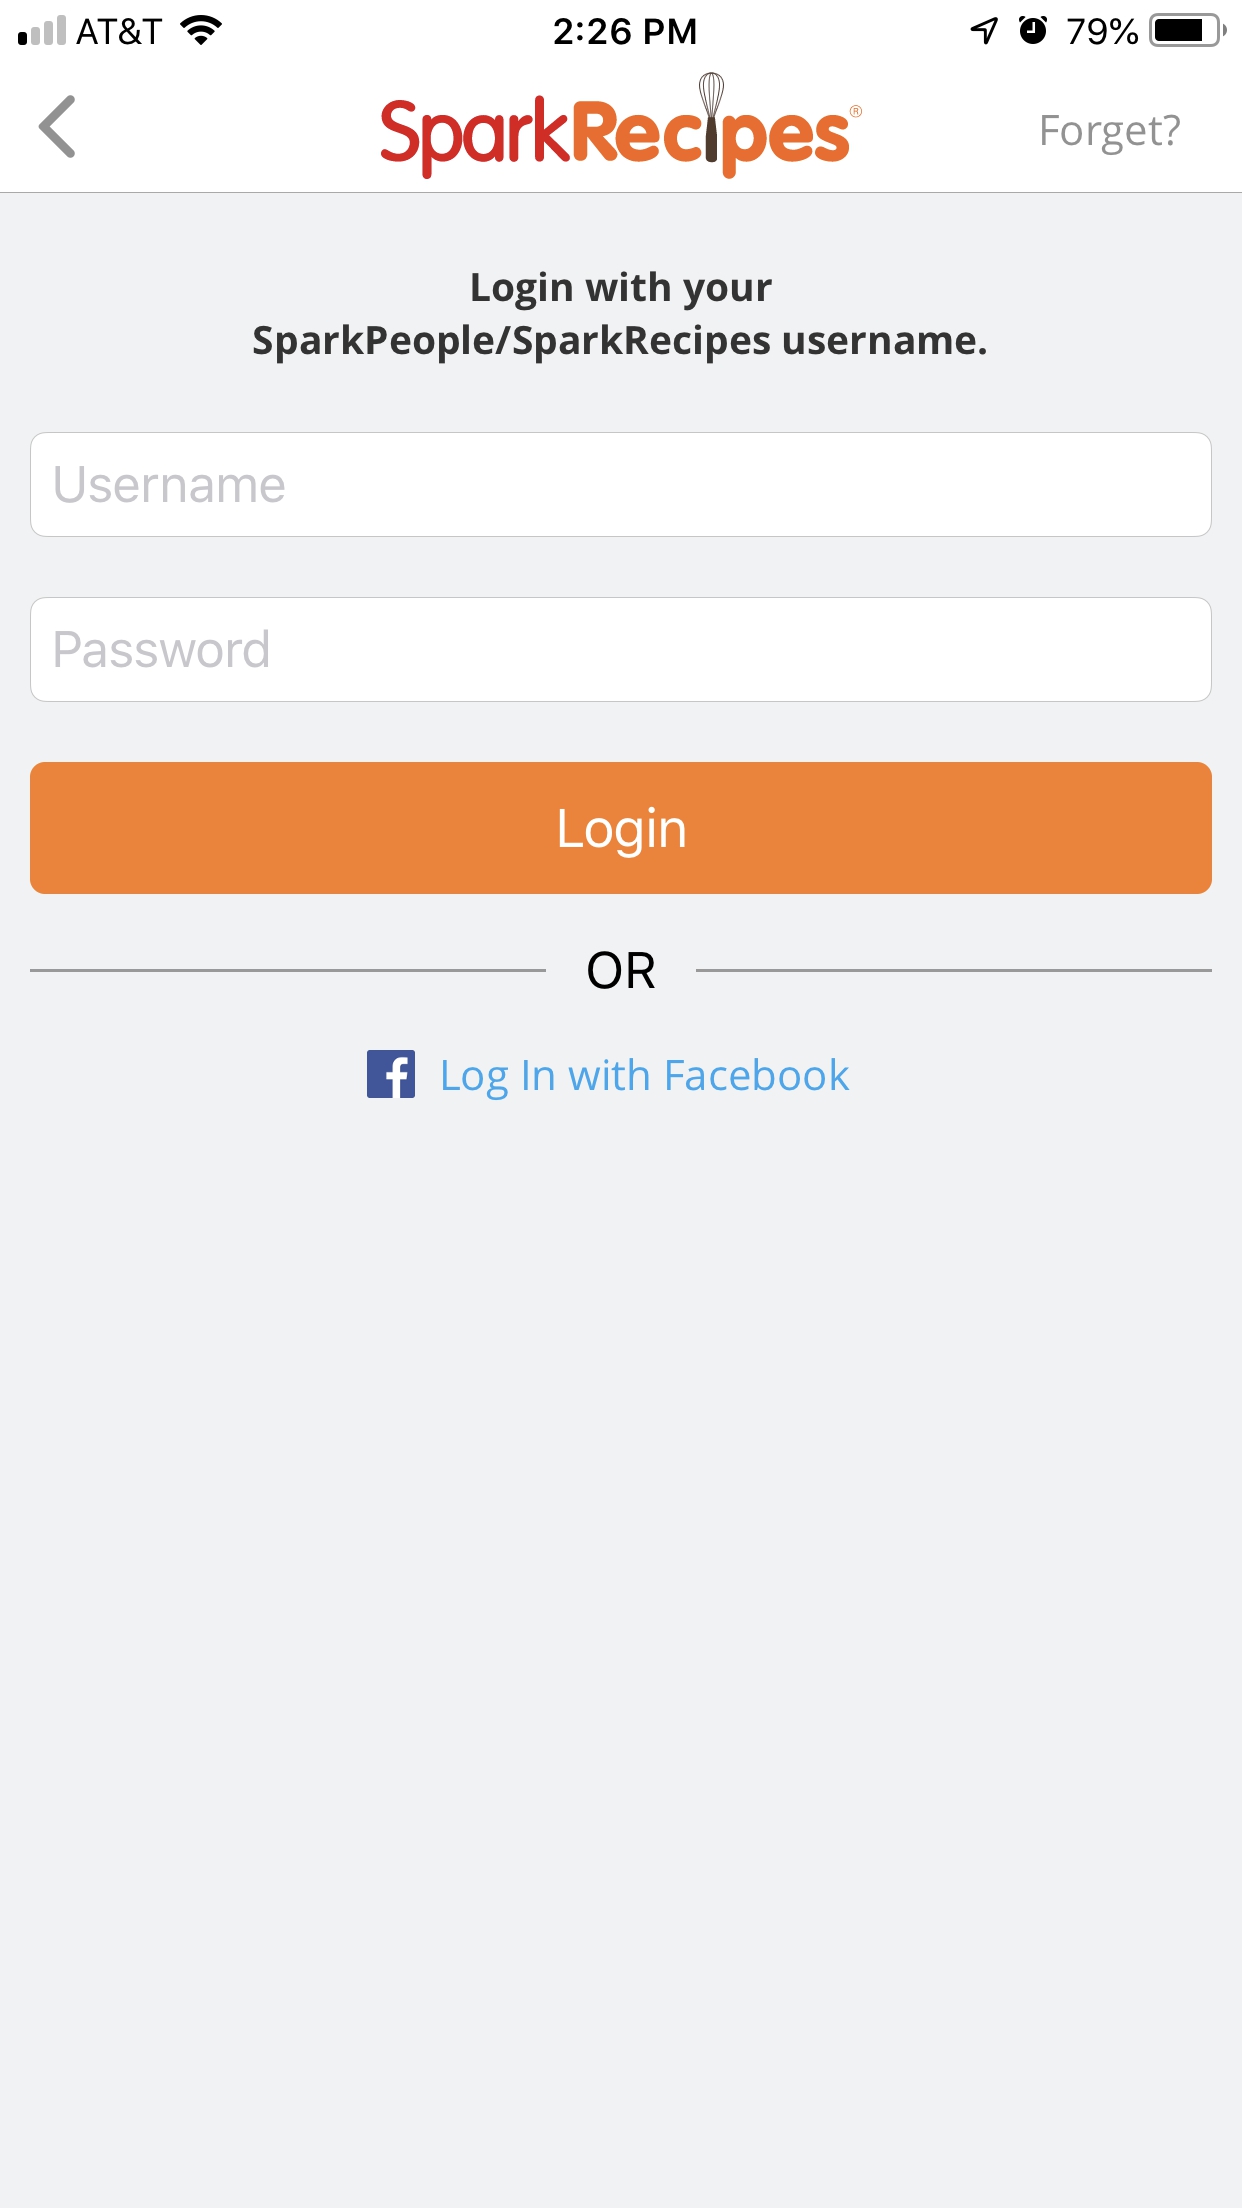 AT&T 2:26 PM 79%
SparkRecipes® Forget?
Login with your
SparkPeople/SparkRecipes username.
Username
Password
Login
OR
Log In with Facebook